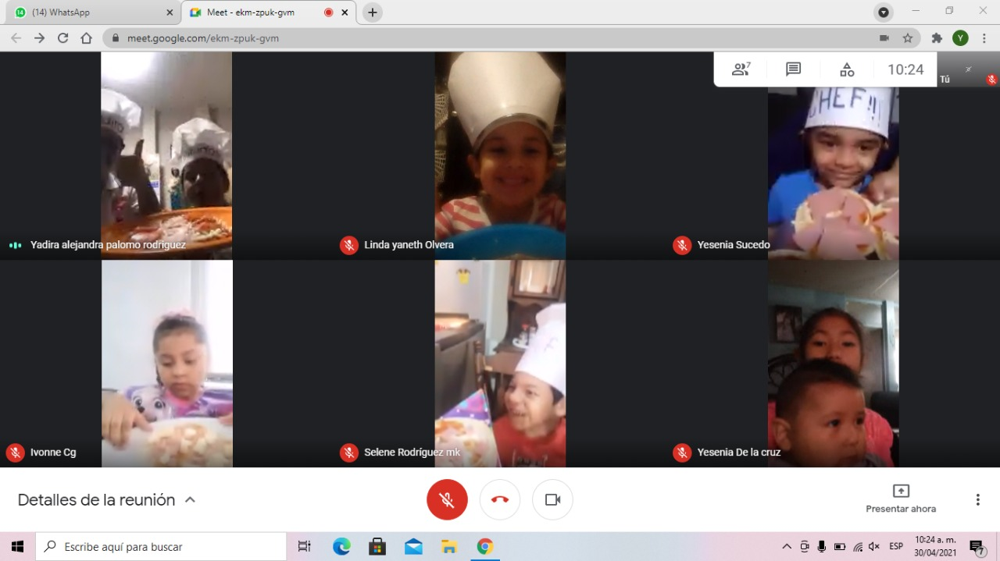 (14) WhatsApp
Meet - ekm-zpuk-gvm
meet.google.com/ekm-zpuk-gvm
Y
7
10:24
Tú
CHEF!!!
Yadira alejandra palomo rodriguez
Linda yaneth Olvera
Yesenia Sucedo
Ivonne Cg
Selene Rodríguez mk
Yesenia De la cruz
Detalles de la reunión
Presentar ahora
Escribe aquí para buscar
ESP
10:24 a. m.
30/04/2021
7